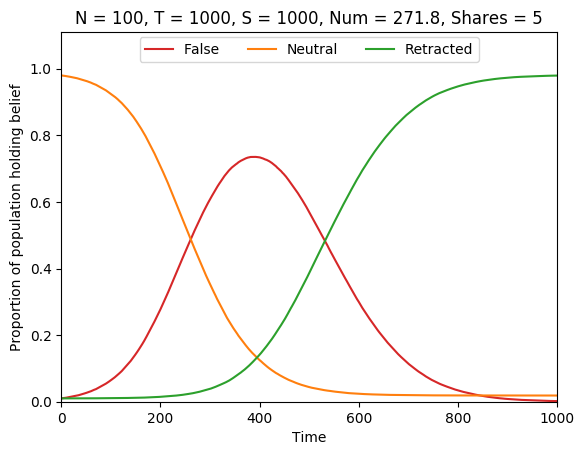 N = 100, T = 1000, S = 1000, Num = 271.8, Shares = 5
False Neutral Retracted
Proportion of population holding belief
1.0
0.8
0.6
0.4
0.2
0.0
0 200 400 600 800 1000
Time